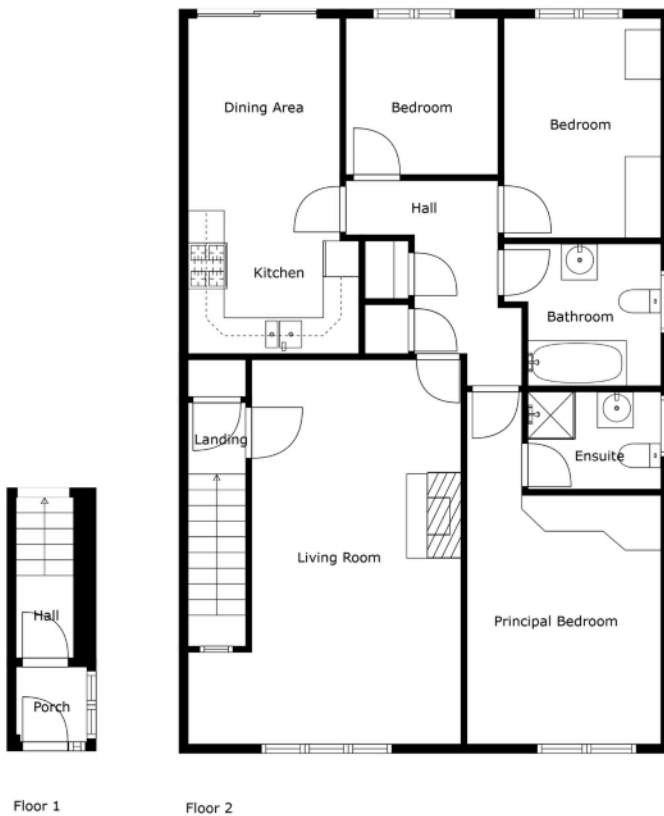 Dining Area
Bedroom
Bedroom
Hall
Kitchen
Bathroom
Landing
Ensuite
Living Room
Principal Bedroom
Hall
Porch
Floor 1
Floor 2